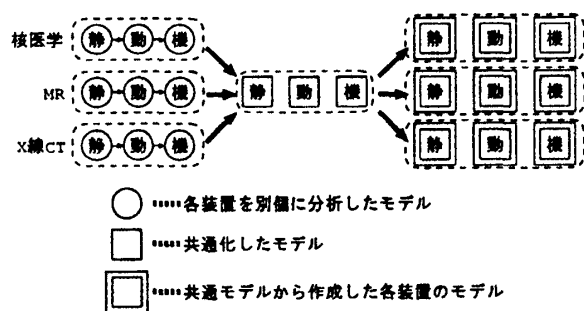 核医学 静 動 機 静 動 機
MR 静 動 機 静 動 機 静 動 機
X線CT 静 動 機 静 動 機
┅┅各装置を別個に分析したモデル
┅┅共通化したモデル
┅┅共通モデルから作成した各装置のモデル